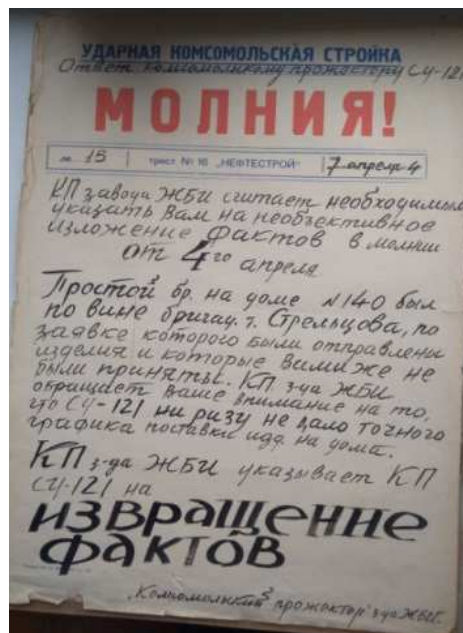 УДАРНАЯ КОМСОМОЛЬСКАЯ СТРОЙКА
Ответ комсомолкому прожектору СУ-121
МОЛНИЯ!
№ 15 трест № 16 „НЕФТЕСТРОЙ" 7 апреля 4
КП завода ЖБИ считает необходимым
указать Вам на необъективное
изложение фактов в молнии
от 4го апреля
Простой бр. на доме №140 был
по вине бригад. т. Стрельцова, по
заявке которого были отправлены
изделия и которые Вами же не
были приняты. КП з-да ЖБИ
обращает Ваше внимание на то,
что СУ-121 ни разу не дало точного
графика поставки изд. на дома.
КП з-да ЖБИ указывает КП
СУ-121 на
извращение
фактов
„Комсомолький прожектор" з-да ЖБИ.